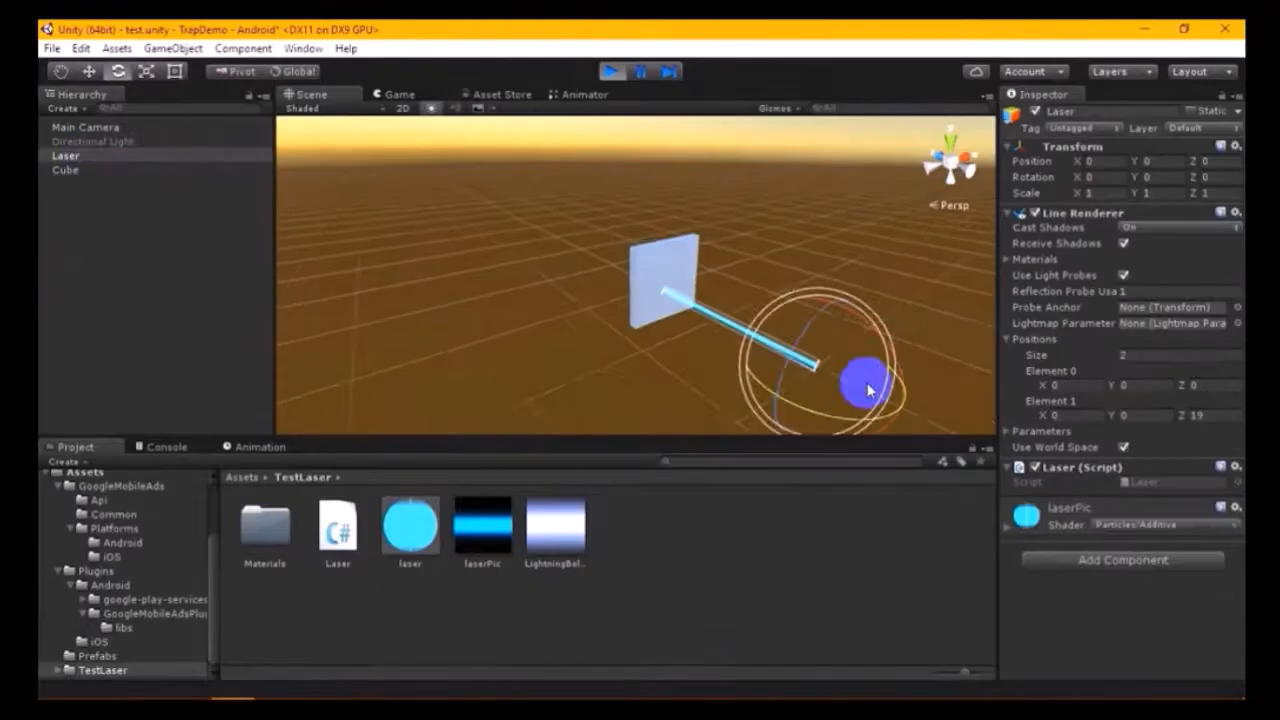 Unity (64bit) - test.unity - TrapDemo - Android* <DX11 on DX9 GPU>
File Edit Assets GameObject Component Window Help
Pivot Global Account Layers Layout
Hierarchy
Create All
Main Camera
Directional Light
Laser
Cube
Scene Game Asset Store Animator
Shaded 2D Gizmos All
Persp
Inspector
Laser Static
Tag Untagged Layer Default
Transform
Position X 0 Y 0 Z 0
Rotation X 0 Y 0 Z 0
Scale X 1 Y 1 Z 1
Line Renderer
Cast Shadows On
Receive Shadows
Materials
Use Light Probes
Reflection Probe Usa 1
Probe Anchor None (Transform)
Lightmap Parameter None (Lightmap Para
Positions
Size 2
Element 0
X 0 Y 0 Z 0
Element 1
X 0 Y 0 Z 19
Parameters
Use World Space
Laser (Script)
Script Laser
laserPic
Shader Particles/Additive
Add Component
Project Console Animation
Create
Assets
GoogleMobileAds
Api
Common
Platforms
Android
iOS
Plugins
Android
google-play-services
GoogleMobileAdsPlu
libs
iOS
Prefabs
TestLaser
Assets TestLaser
Materials Laser laser laserPic LightningBol...